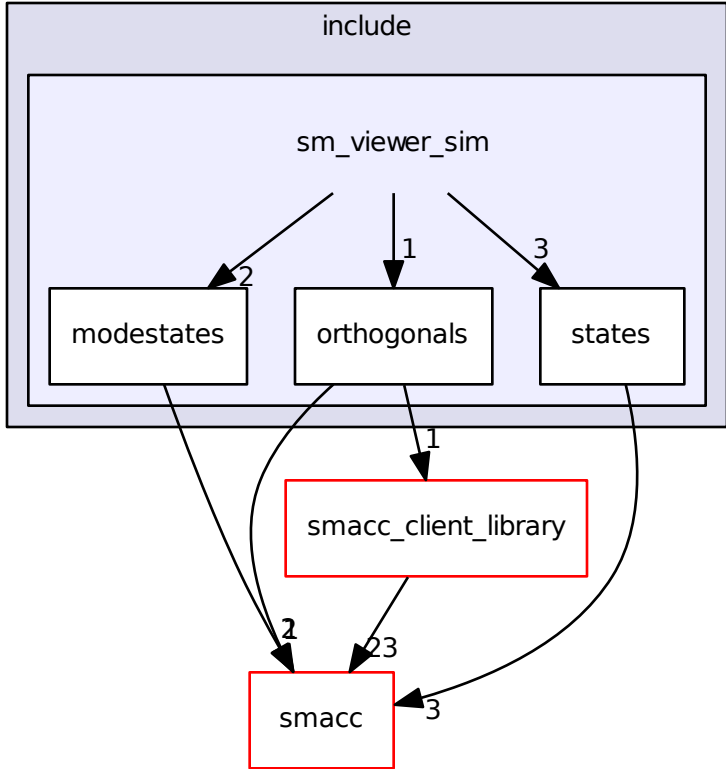 include
sm_viewer_sim
2
1
3
modestates
orthogonals
states
1
smacc_client_library
2
1
23
3
smacc